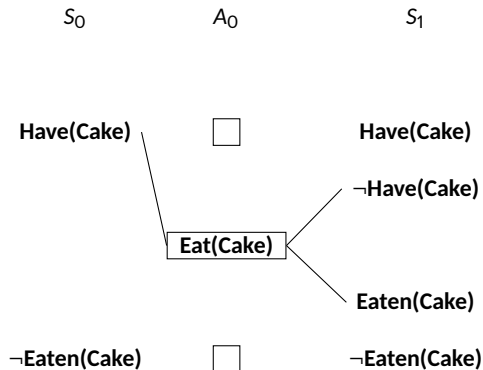 S₀ A₀ S₁
Have(Cake) Have(Cake)
¬Have(Cake)
Eat(Cake)
Eaten(Cake)
¬Eaten(Cake) ¬Eaten(Cake)